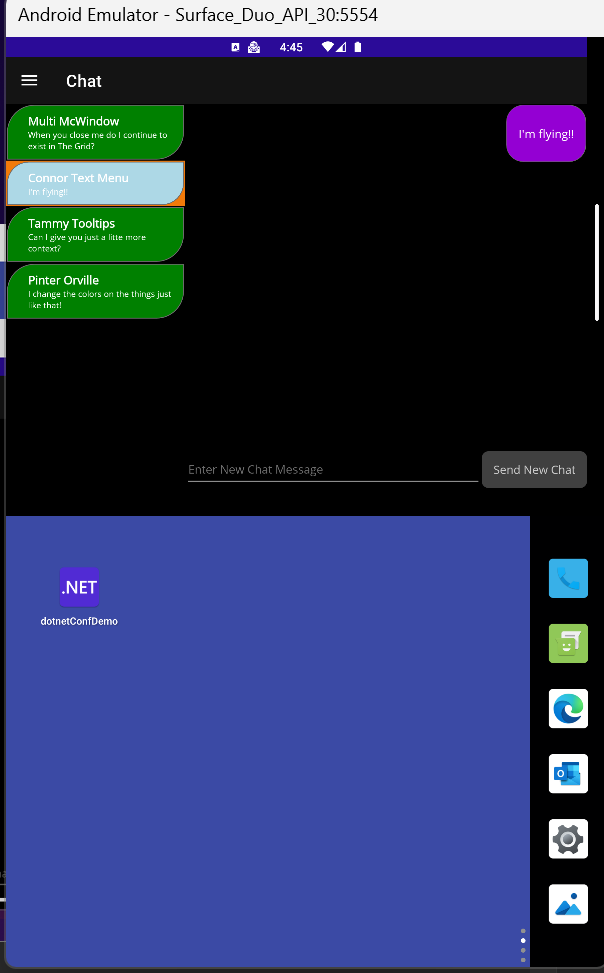 Android Emulator - Surface_Duo_API_30:5554
4:45
Chat
Multi McWindow
When you close me do I continue to
exist in The Grid?
I'm flying!!
Connor Text Menu
I'm flying!!
Tammy Tooltips
Can I give you just a litte more
context?
Pinter Orville
I change the colors on the things just
like that!
Enter New Chat Message
Send New Chat
.NET
dotnetConfDemo